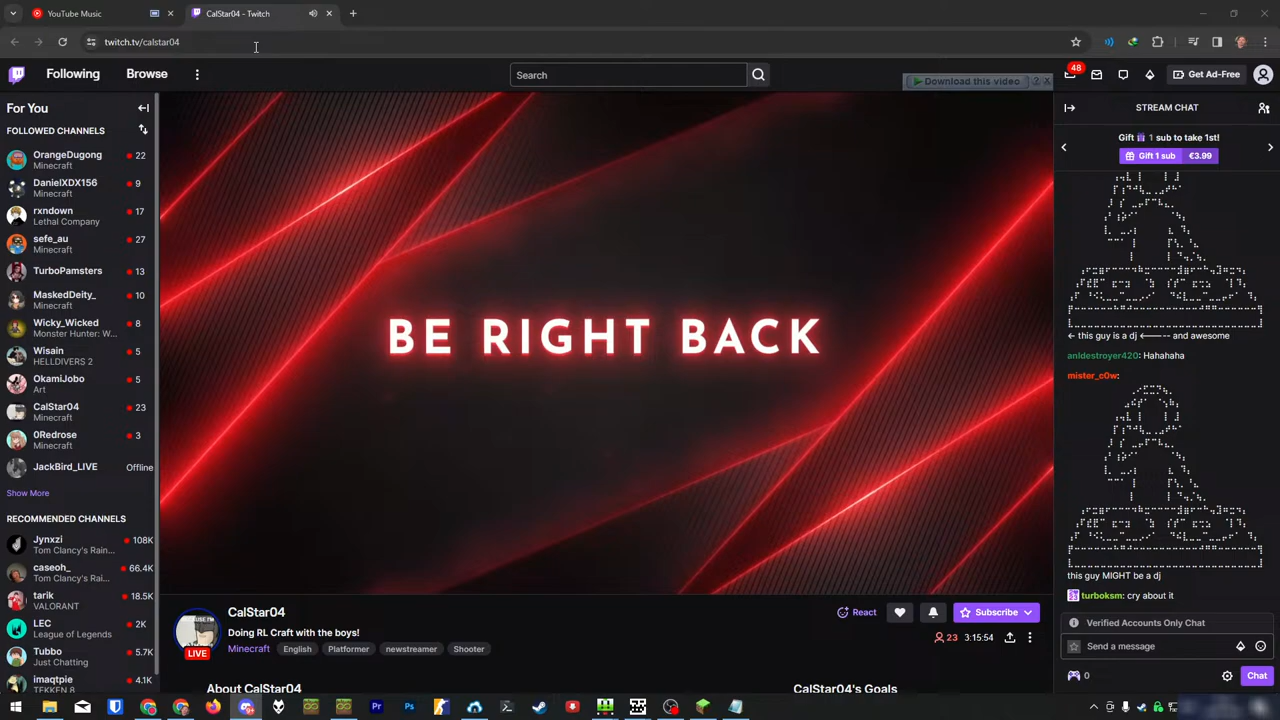 YouTube Music
CalStar04 - Twitch
twitch.tv/calstar04
Following
Browse
Search
Download this video
?
48
Get Ad-Free
For You
FOLLOWED CHANNELS
OrangeDugong
22
Minecraft
DanielXDX156
9
Minecraft
rxndown
17
Lethal Company
sefe_au
27
Minecraft
TurboPamsters
13
MaskedDeity_
10
Minecraft
Wicky_Wicked
8
Monster Hunter: W...
Wisain
5
HELLDIVERS 2
OkamiJobo
5
Art
CalStar04
23
Minecraft
0Redrose
3
Minecraft
JackBird_LIVE
Offline
Show More
RECOMMENDED CHANNELS
Jynxzi
108K
Tom Clancy's Rain...
caseoh_
66.4K
Tom Clancy's Rain...
tarik
18.5K
VALORANT
LEC
2K
League of Legends
Tubbo
5.7K
Just Chatting
imaqtpie
4.1K
TEKKEN 8
BE RIGHT BACK
CalStar04
Doing RL Craft with the boys!
Minecraft
English
Platformer
newstreamer
Shooter
LIVE
React
Subscribe
23
3:15:54
About CalStar04
CalStar04's Goals
STREAM CHAT
Gift 1 sub to take 1st!
Gift 1 sub €3.99
← this guy is a dj <---- and awesome
anldestroyer420: Hahahaha
mister_c0w:
this guy MIGHT be a dj
turboksm: cry about it
Verified Accounts Only Chat
Send a message
0
Chat
Pr
Ps